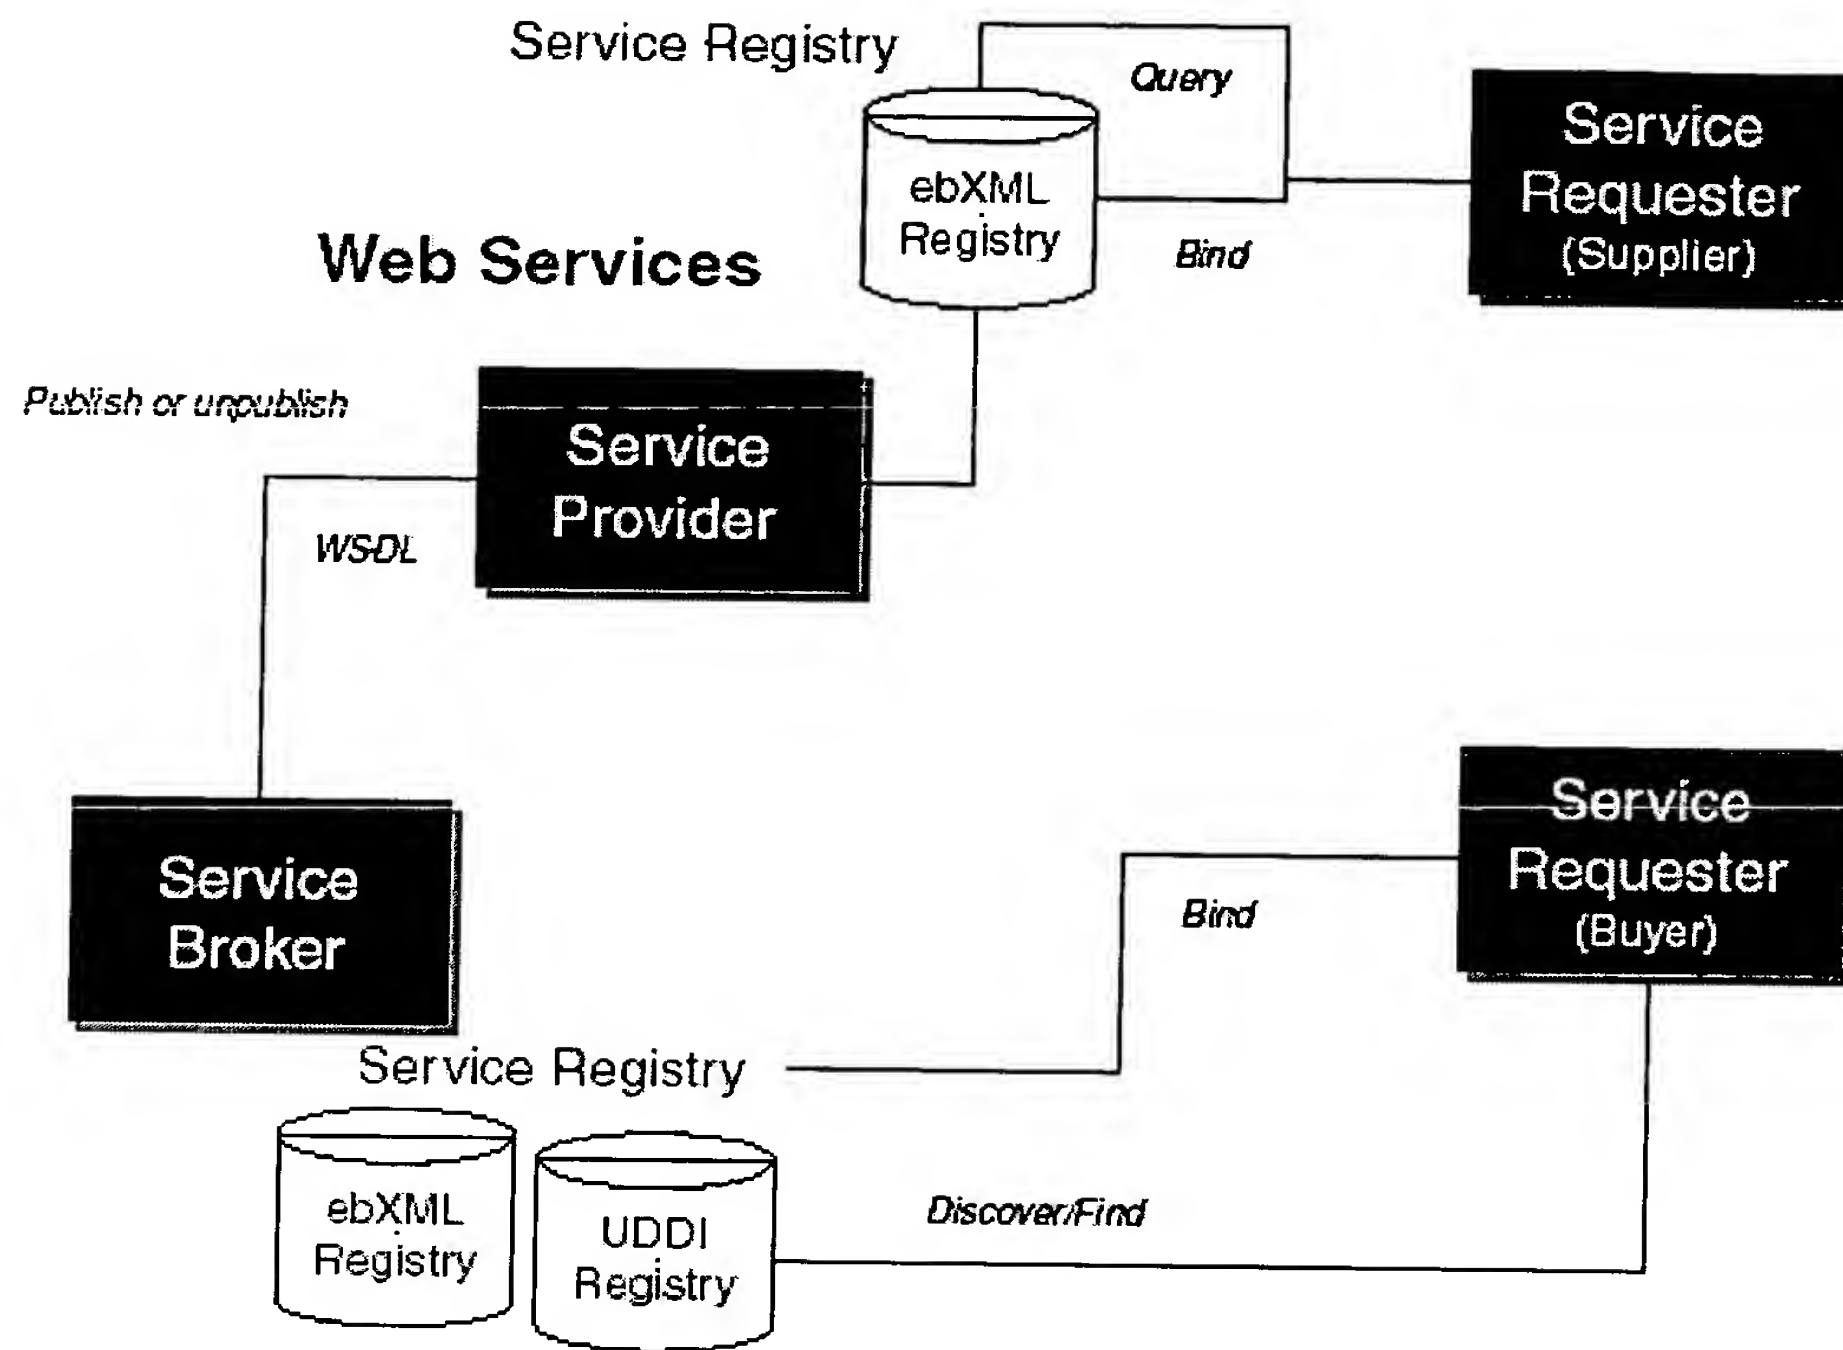 Service Registry
Query
Service
Requester
(Supplier)
ebXML
Registry
Bind
Web Services
Publish or unpublish
Service
Provider
WSDL
Service
Requester
(Buyer)
Service
Broker
Bind
Service Registry
ebXML
Registry
UDDI
Registry
Discover/Find